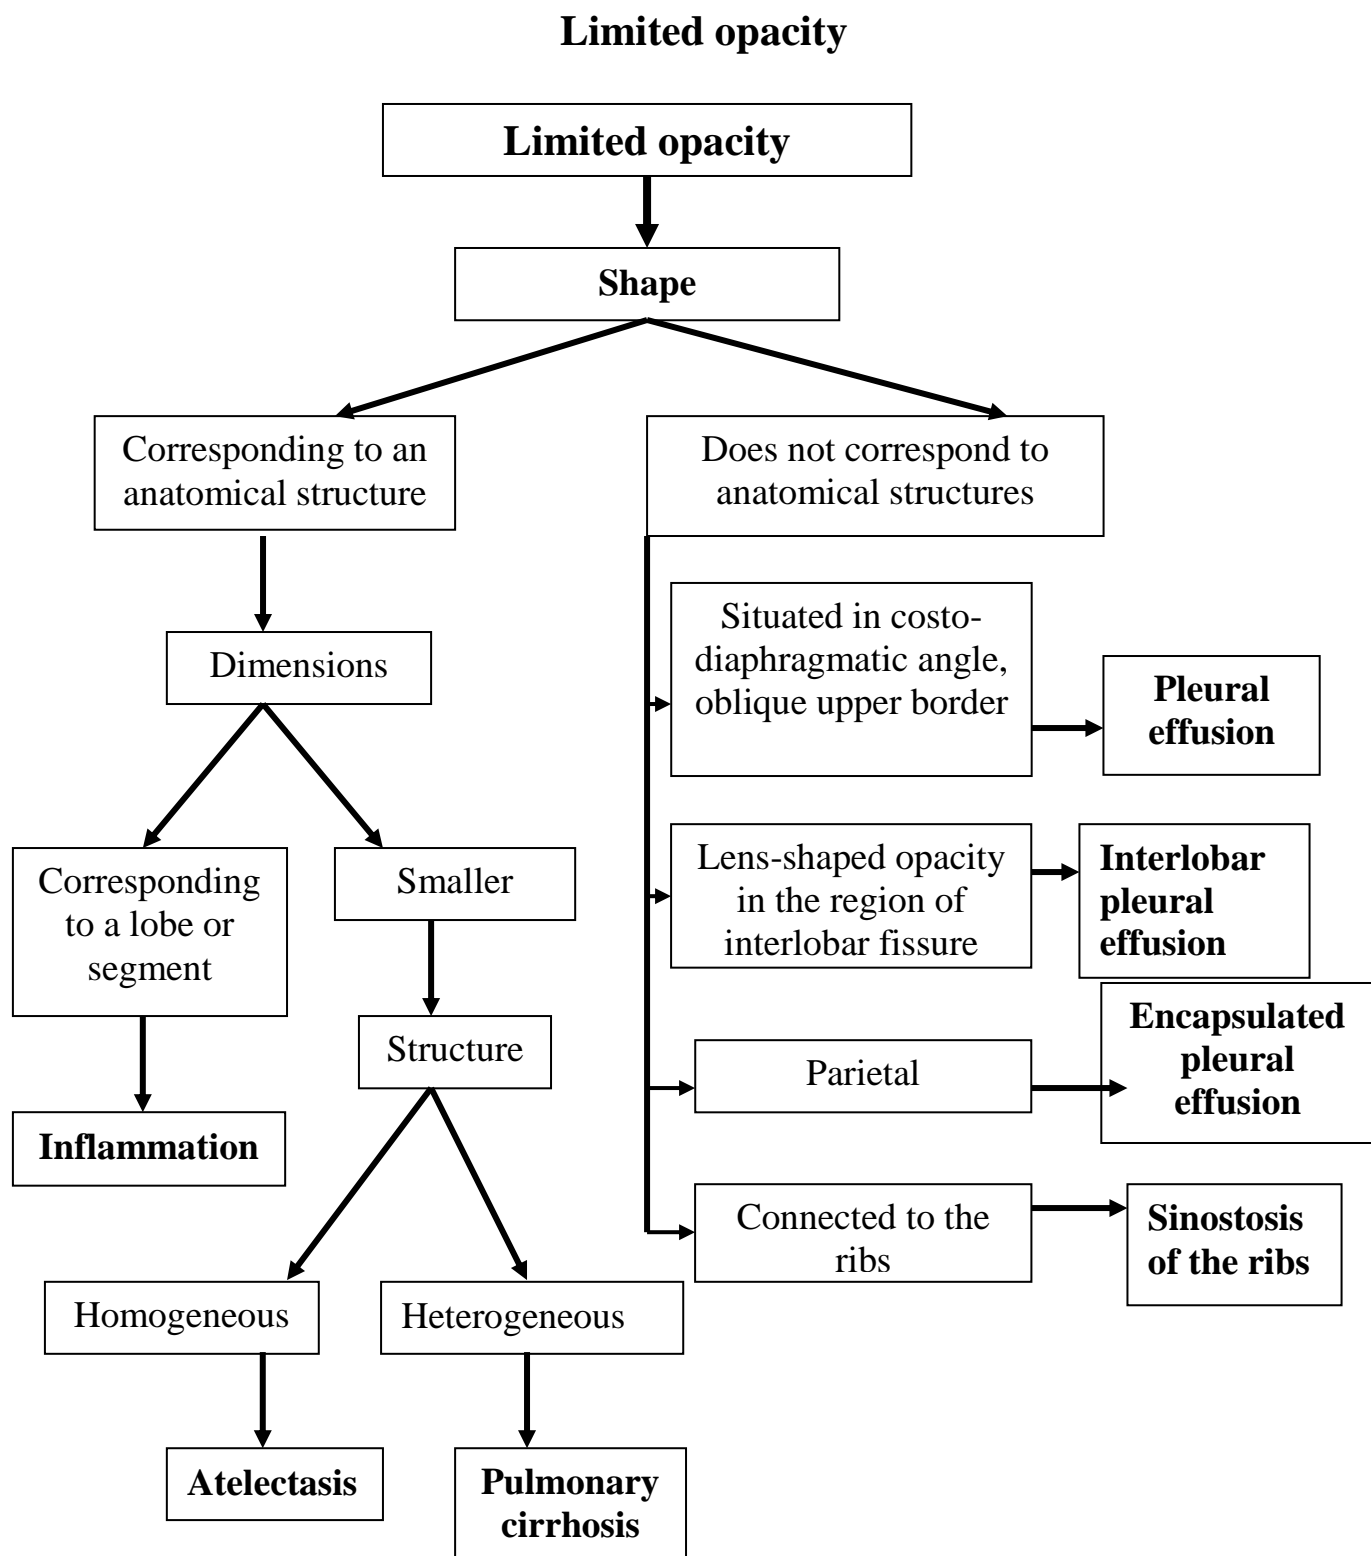 Limited opacity
Limited opacity
Shape
Corresponding to an
anatomical structure
Does not correspond to
anatomical structures
Dimensions
Situated in costo-
diaphragmatic angle,
oblique upper border
Pleural
effusion
Corresponding
to a lobe or
segment
Smaller
Lens-shaped opacity
in the region of
interlobar fissure
Interlobar
pleural
effusion
Structure
Parietal
Encapsulated
pleural
effusion
Inflammation
Connected to the
ribs
Sinostosis
of the ribs
Homogeneous
Heterogeneous
Atelectasis
Pulmonary
cirrhosis